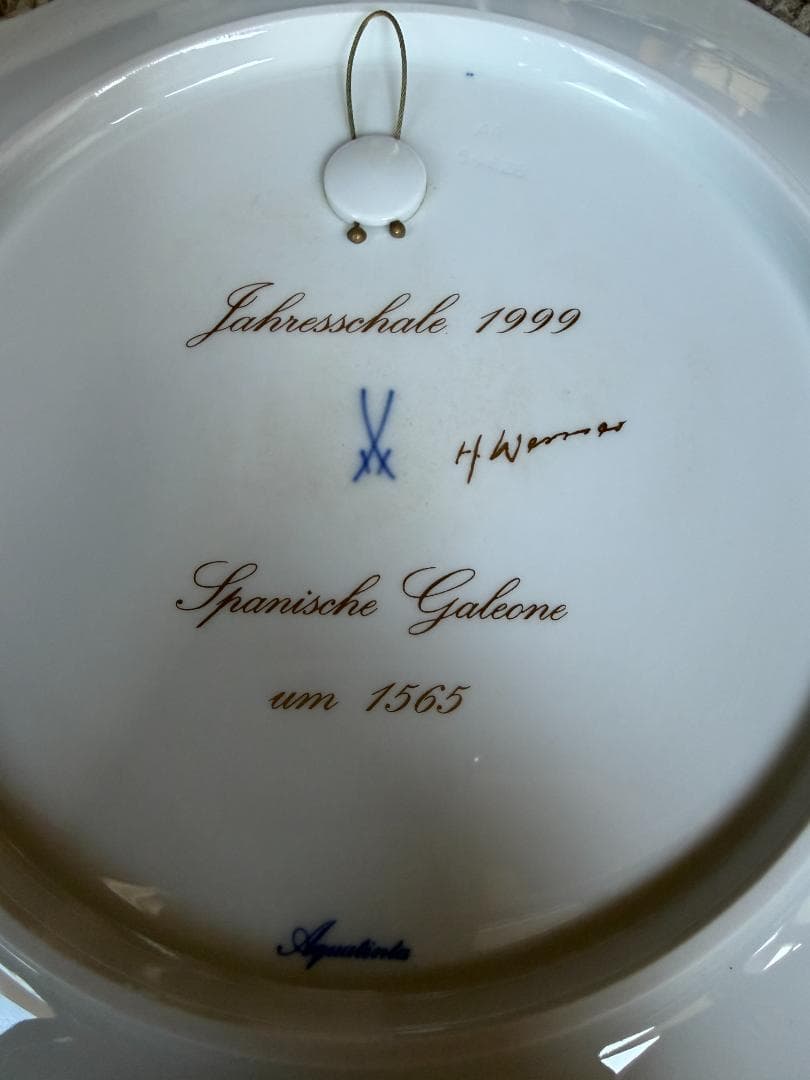 Jahresschale 1999
H Werner
Spanische Galeone
um 1565
Aquatinta